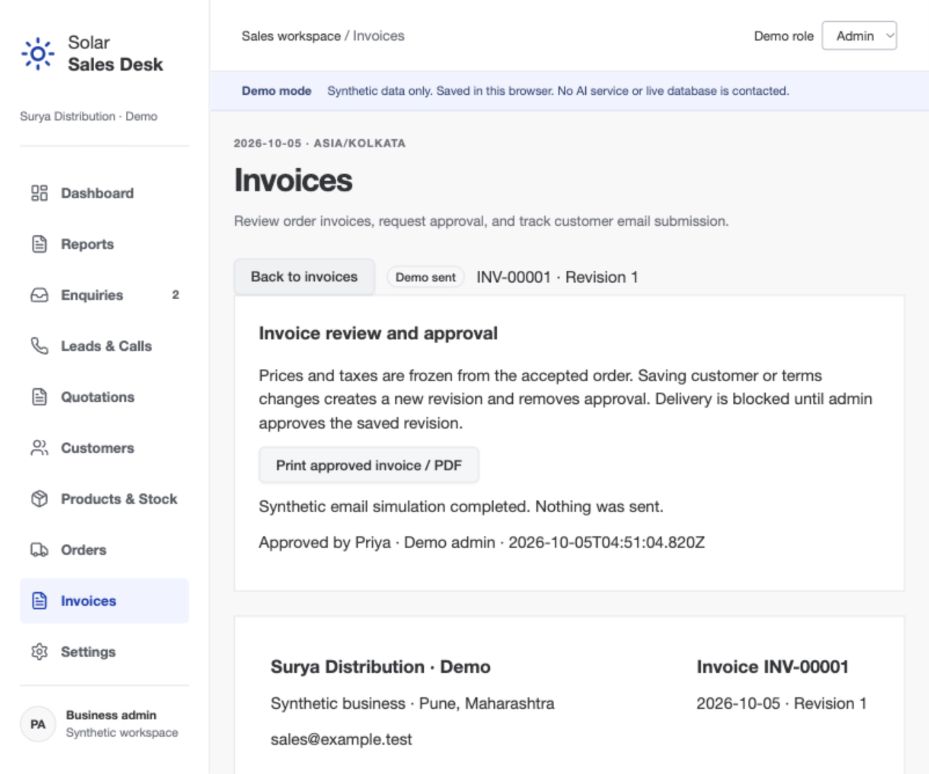 Solar
Sales Desk
Surya Distribution · Demo
Dashboard
Reports
Enquiries 2
Leads & Calls
Quotations
Customers
Products & Stock
Orders
Invoices
Settings
PA
Business admin
Synthetic workspace
Sales workspace / Invoices
Demo role Admin
Demo mode Synthetic data only. Saved in this browser. No AI service or live database is contacted.
2026-10-05 · ASIA/KOLKATA
Invoices
Review order invoices, request approval, and track customer email submission.
Back to invoices Demo sent INV-00001 · Revision 1
Invoice review and approval
Prices and taxes are frozen from the accepted order. Saving customer or terms
changes creates a new revision and removes approval. Delivery is blocked until admin
approves the saved revision.
Print approved invoice / PDF
Synthetic email simulation completed. Nothing was sent.
Approved by Priya · Demo admin · 2026-10-05T04:51:04.820Z
Surya Distribution · Demo
Synthetic business · Pune, Maharashtra
sales@example.test
Invoice INV-00001
2026-10-05 · Revision 1